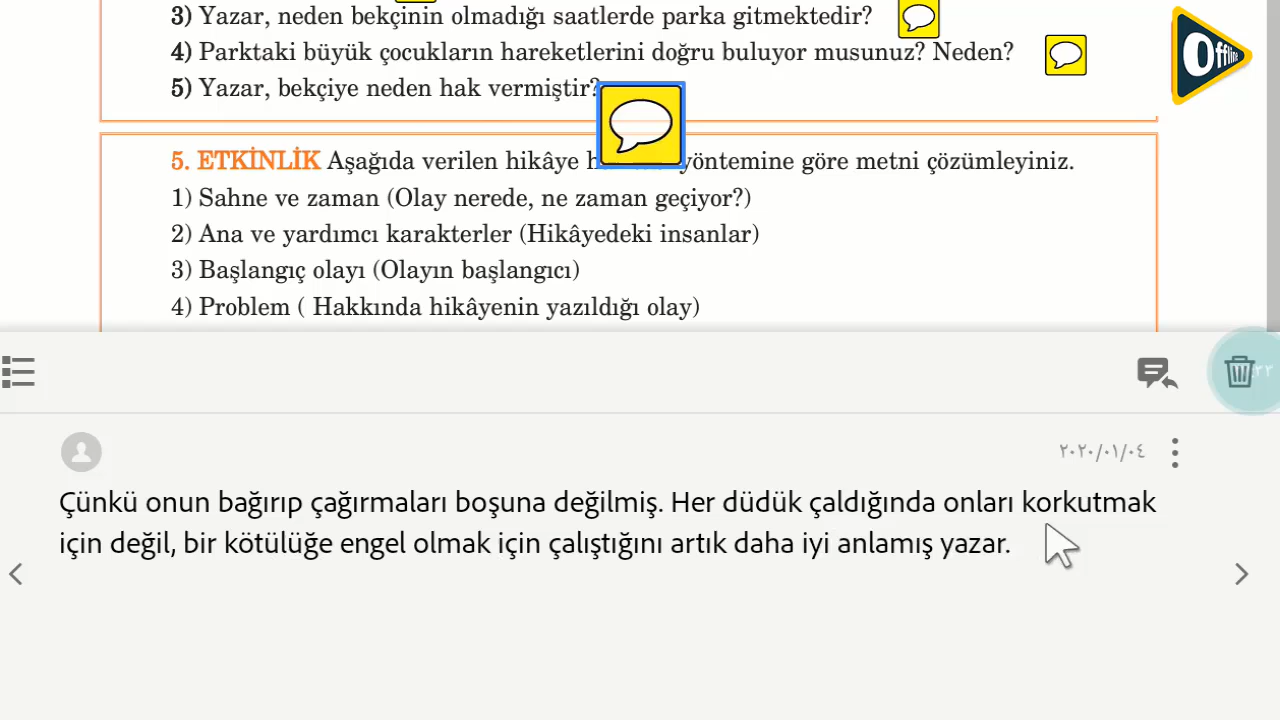 3) Yazar, neden bekçinin olmadığı saatlerde parka gitmektedir?
4) Parktaki büyük çocukların hareketlerini doğru buluyor musunuz? Neden?
5) Yazar, bekçiye neden hak vermiştir?
Offline
5. ETKİNLİK Aşağıda verilen hikâye yöntemine göre metni çözümleyiniz.
1) Sahne ve zaman (Olay nerede, ne zaman geçiyor?)
2) Ana ve yardımcı karakterler (Hikâyedeki insanlar)
3) Başlangıç olayı (Olayın başlangıcı)
4) Problem ( Hakkında hikâyenin yazıldığı olay)
٢٠٢٠/٠١/٠٤
Çünkü onun bağırıp çağırmaları boşuna değilmiş. Her düdük çaldığında onları korkutmak
için değil, bir kötülüğe engel olmak için çalıştığını artık daha iyi anlamış yazar.